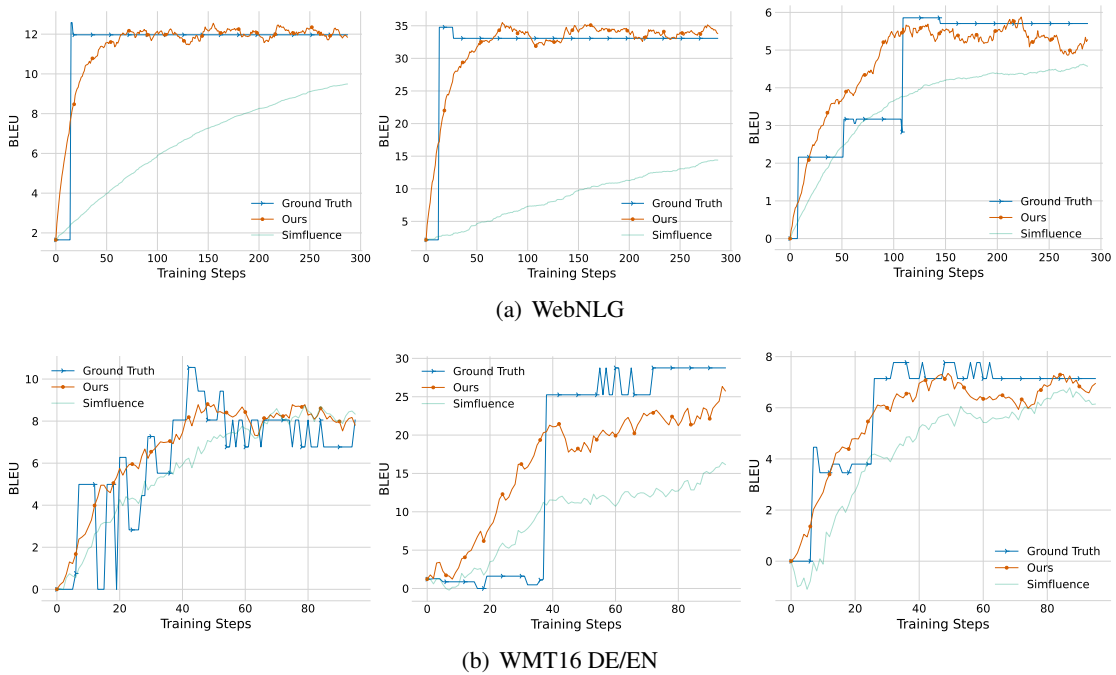 12
10
8
6
4
2
BLEU
0 50 100 150 200 250 300
Training Steps
Ground Truth
Ours
Simfluence
35
30
25
20
15
10
5
BLEU
0 50 100 150 200 250 300
Training Steps
Ground Truth
Ours
Simfluence
6
5
4
3
2
1
0
BLEU
0 50 100 150 200 250 300
Training Steps
Ground Truth
Ours
Simfluence
(a) WebNLG
10
8
6
4
2
0
BLEU
0 20 40 60 80
Training Steps
Ground Truth
Ours
Simfluence
30
25
20
15
10
5
0
BLEU
0 20 40 60 80
Training Steps
Ground Truth
Ours
Simfluence
8
6
4
2
0
BLEU
0 20 40 60 80
Training Steps
Ground Truth
Ours
Simfluence
(b) WMT16 DE/EN